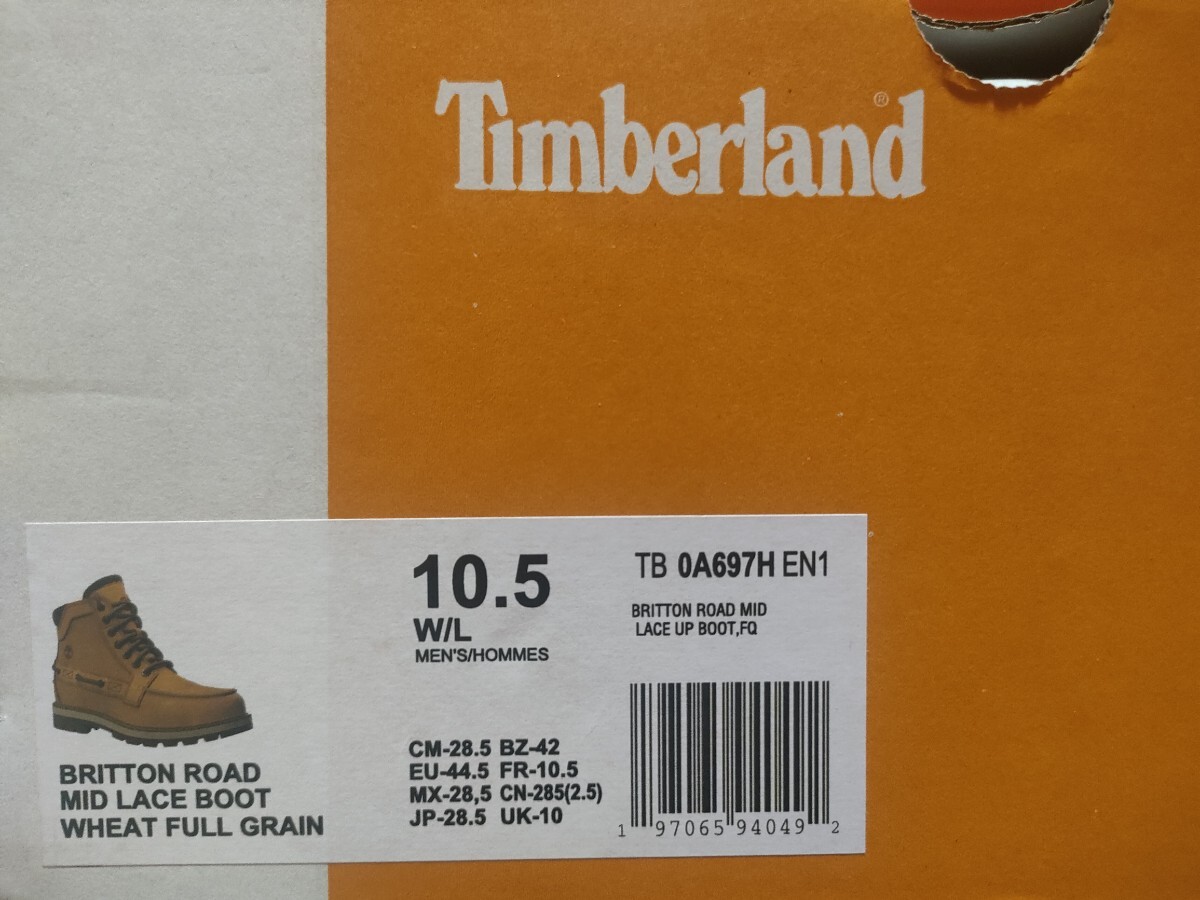 Timberland®
10.5
W/L
MEN'S/HOMMES
TB 0A697H EN1
BRITTON ROAD MID
LACE UP BOOT,FQ
BRITTON ROAD
MID LACE BOOT
WHEAT FULL GRAIN
CM-28.5 BZ-42
EU-44.5 FR-10.5
MX-28,5 CN-285(2.5)
JP-28.5 UK-10
1 97065 94049 2